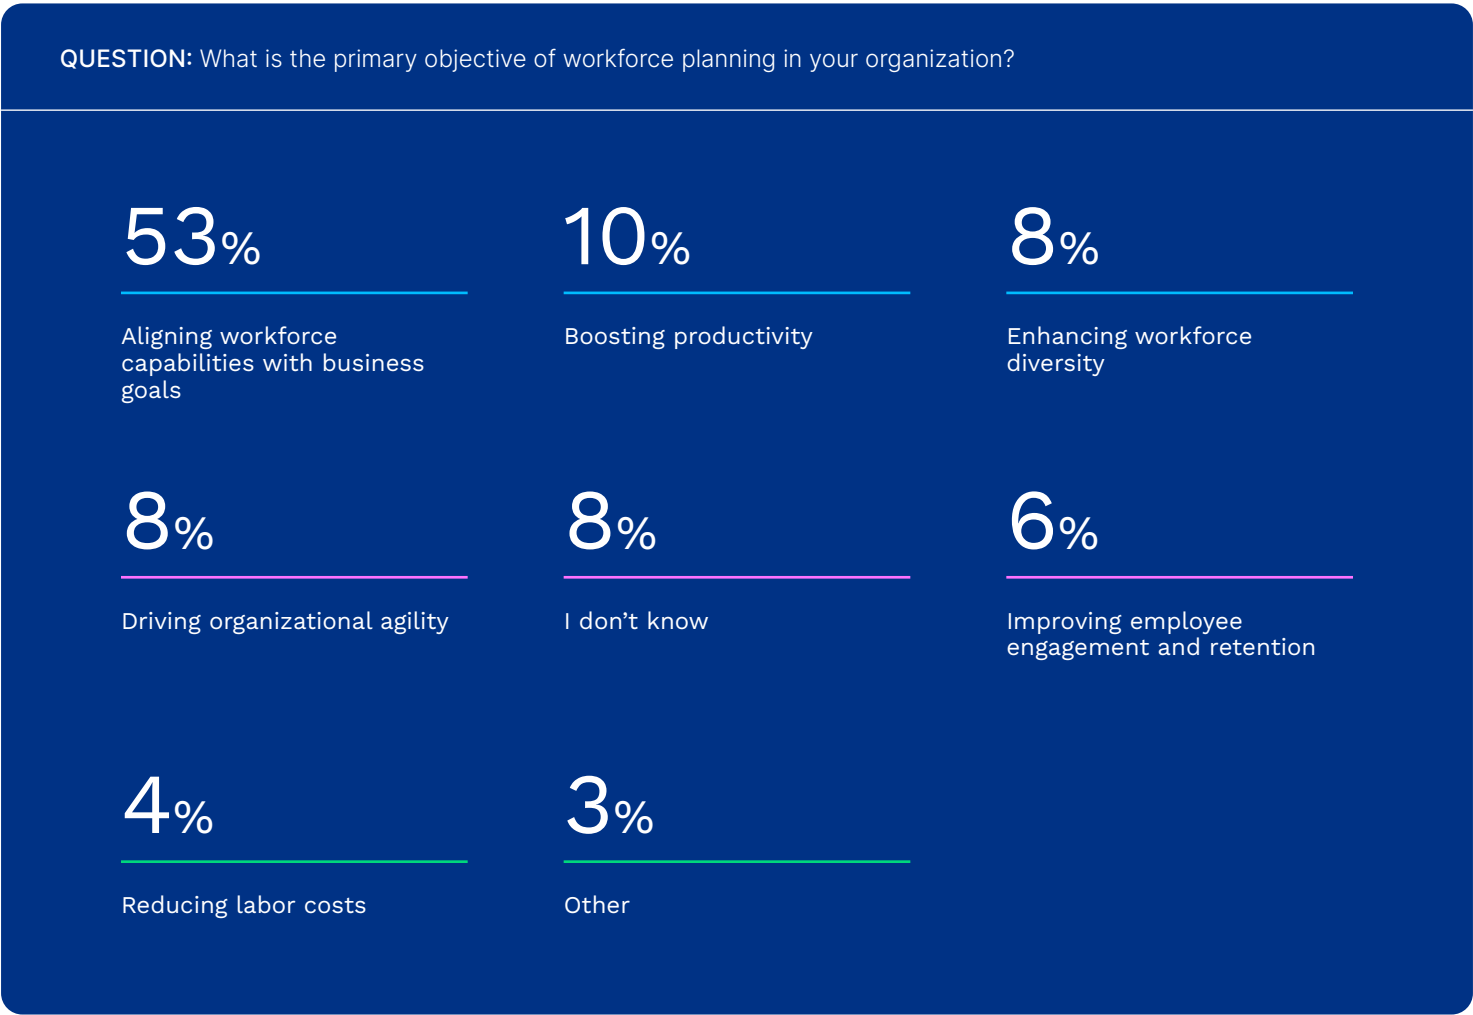 QUESTION: What is the primary objective of workforce planning in your organization?
53%
Aligning workforce
capabilities with business
goals
10%
Boosting productivity
8%
Enhancing workforce
diversity
8%
Driving organizational agility
8%
I don’t know
6%
Improving employee
engagement and retention
4%
Reducing labor costs
3%
Other